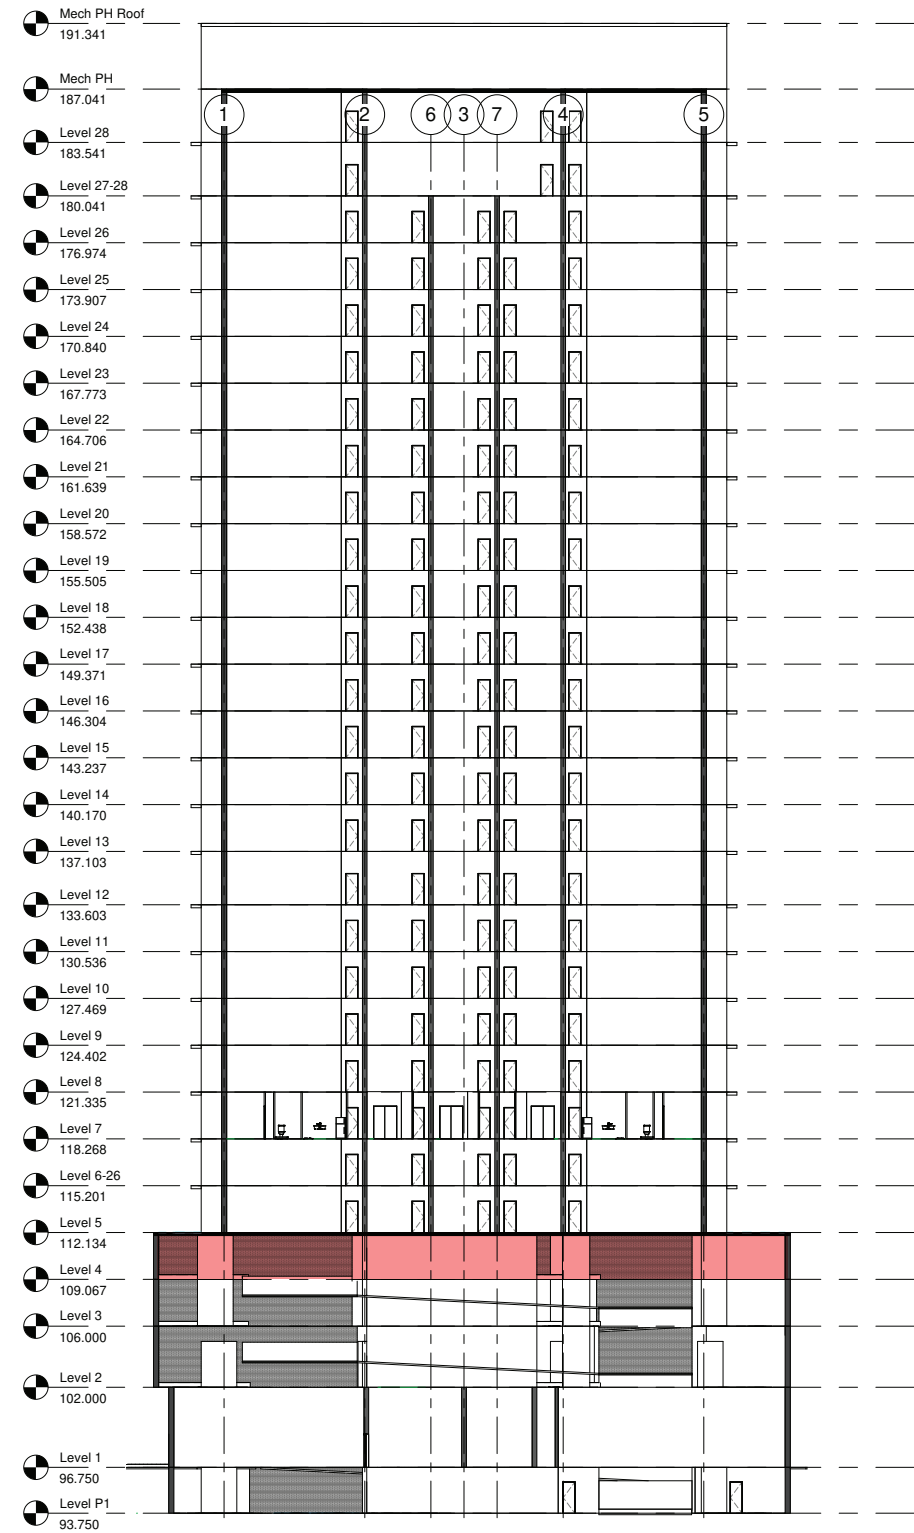 Mech PH Roof
191.341
Mech PH
187.041
1 2 6 3 7 4 5
Level 28
183.541
Level 27-28
180.041
Level 26
176.974
Level 25
173.907
Level 24
170.840
Level 23
167.773
Level 22
164.706
Level 21
161.639
Level 20
158.572
Level 19
155.505
Level 18
152.438
Level 17
149.371
Level 16
146.304
Level 15
143.237
Level 14
140.170
Level 13
137.103
Level 12
133.603
Level 11
130.536
Level 10
127.469
Level 9
124.402
Level 8
121.335
Level 7
118.268
Level 6-26
115.201
Level 5
112.134
Level 4
109.067
Level 3
106.000
Level 2
102.000
Level 1
96.750
Level P1
93.750